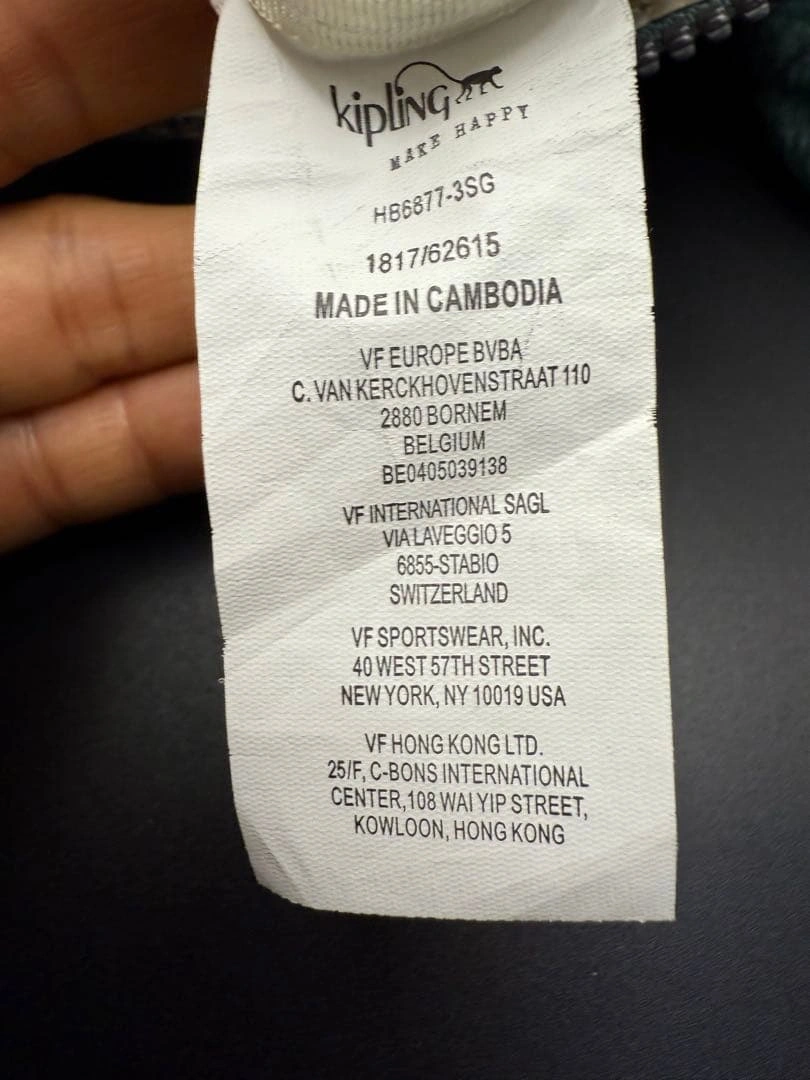 kipling
MAKE HAPPY
HB6877-3SG
1817/62615
MADE IN CAMBODIA
VF EUROPE BVBA
C. VAN KERCKHOVENSTRAAT 110
2880 BORNEM
BELGIUM
BE0405039138
VF INTERNATIONAL SAGL
VIA LAVEGGIO 5
6855-STABIO
SWITZERLAND
VF SPORTSWEAR, INC.
40 WEST 57TH STREET
NEW YORK, NY 10019 USA
VF HONG KONG LTD.
25/F, C-BONS INTERNATIONAL
CENTER,108 WAI YIP STREET,
KOWLOON, HONG KONG